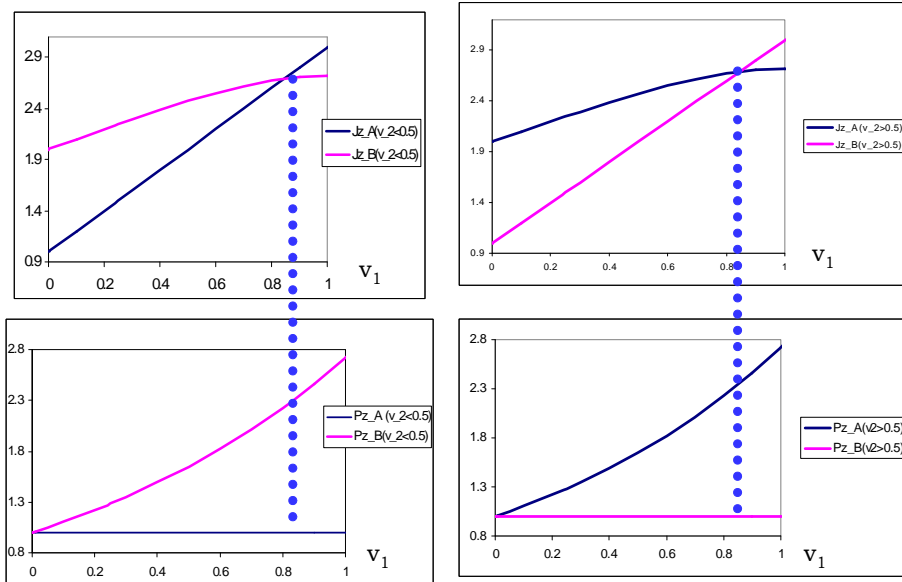 2.9
2.4
1.9
1.4
0.9
0 0.2 0.4 0.6 0.8 1
v_1
Jz_A(v_2<0.5)
Jz_B(v_2<0.5)
2.9
2.4
1.9
1.4
0.9
0 0.2 0.4 0.6 0.8 1
v_1
Jz_A(v_2>0.5)
Jz_B(v_2>0.5)
2.8
2.3
1.8
1.3
0.8
0 0.2 0.4 0.6 0.8 1
v_1
Pz_A (v_2<0.5)
Pz_B(v_2<0.5)
2.8
2.3
1.8
1.3
0.8
0 0.2 0.4 0.6 0.8 1
v_1
Pz_A(v2>0.5)
Pz_B(v2>0.5)